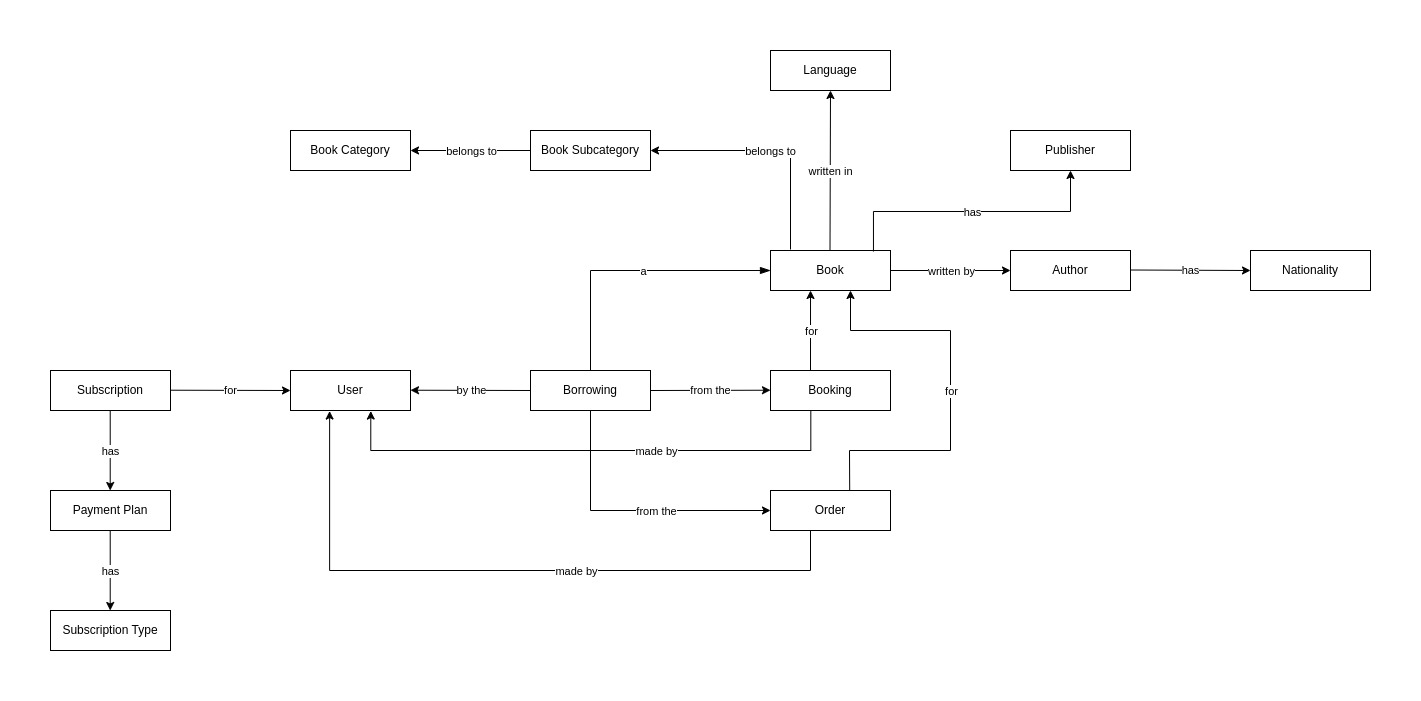 Language
Book Category
belongs to
Book Subcategory
belongs to
Publisher
written in
has
a
Book
written by
Author
has
Nationality
for
Subscription
for
User
by the
Borrowing
from the
Booking
for
has
made by
Payment Plan
from the
Order
has
made by
Subscription Type